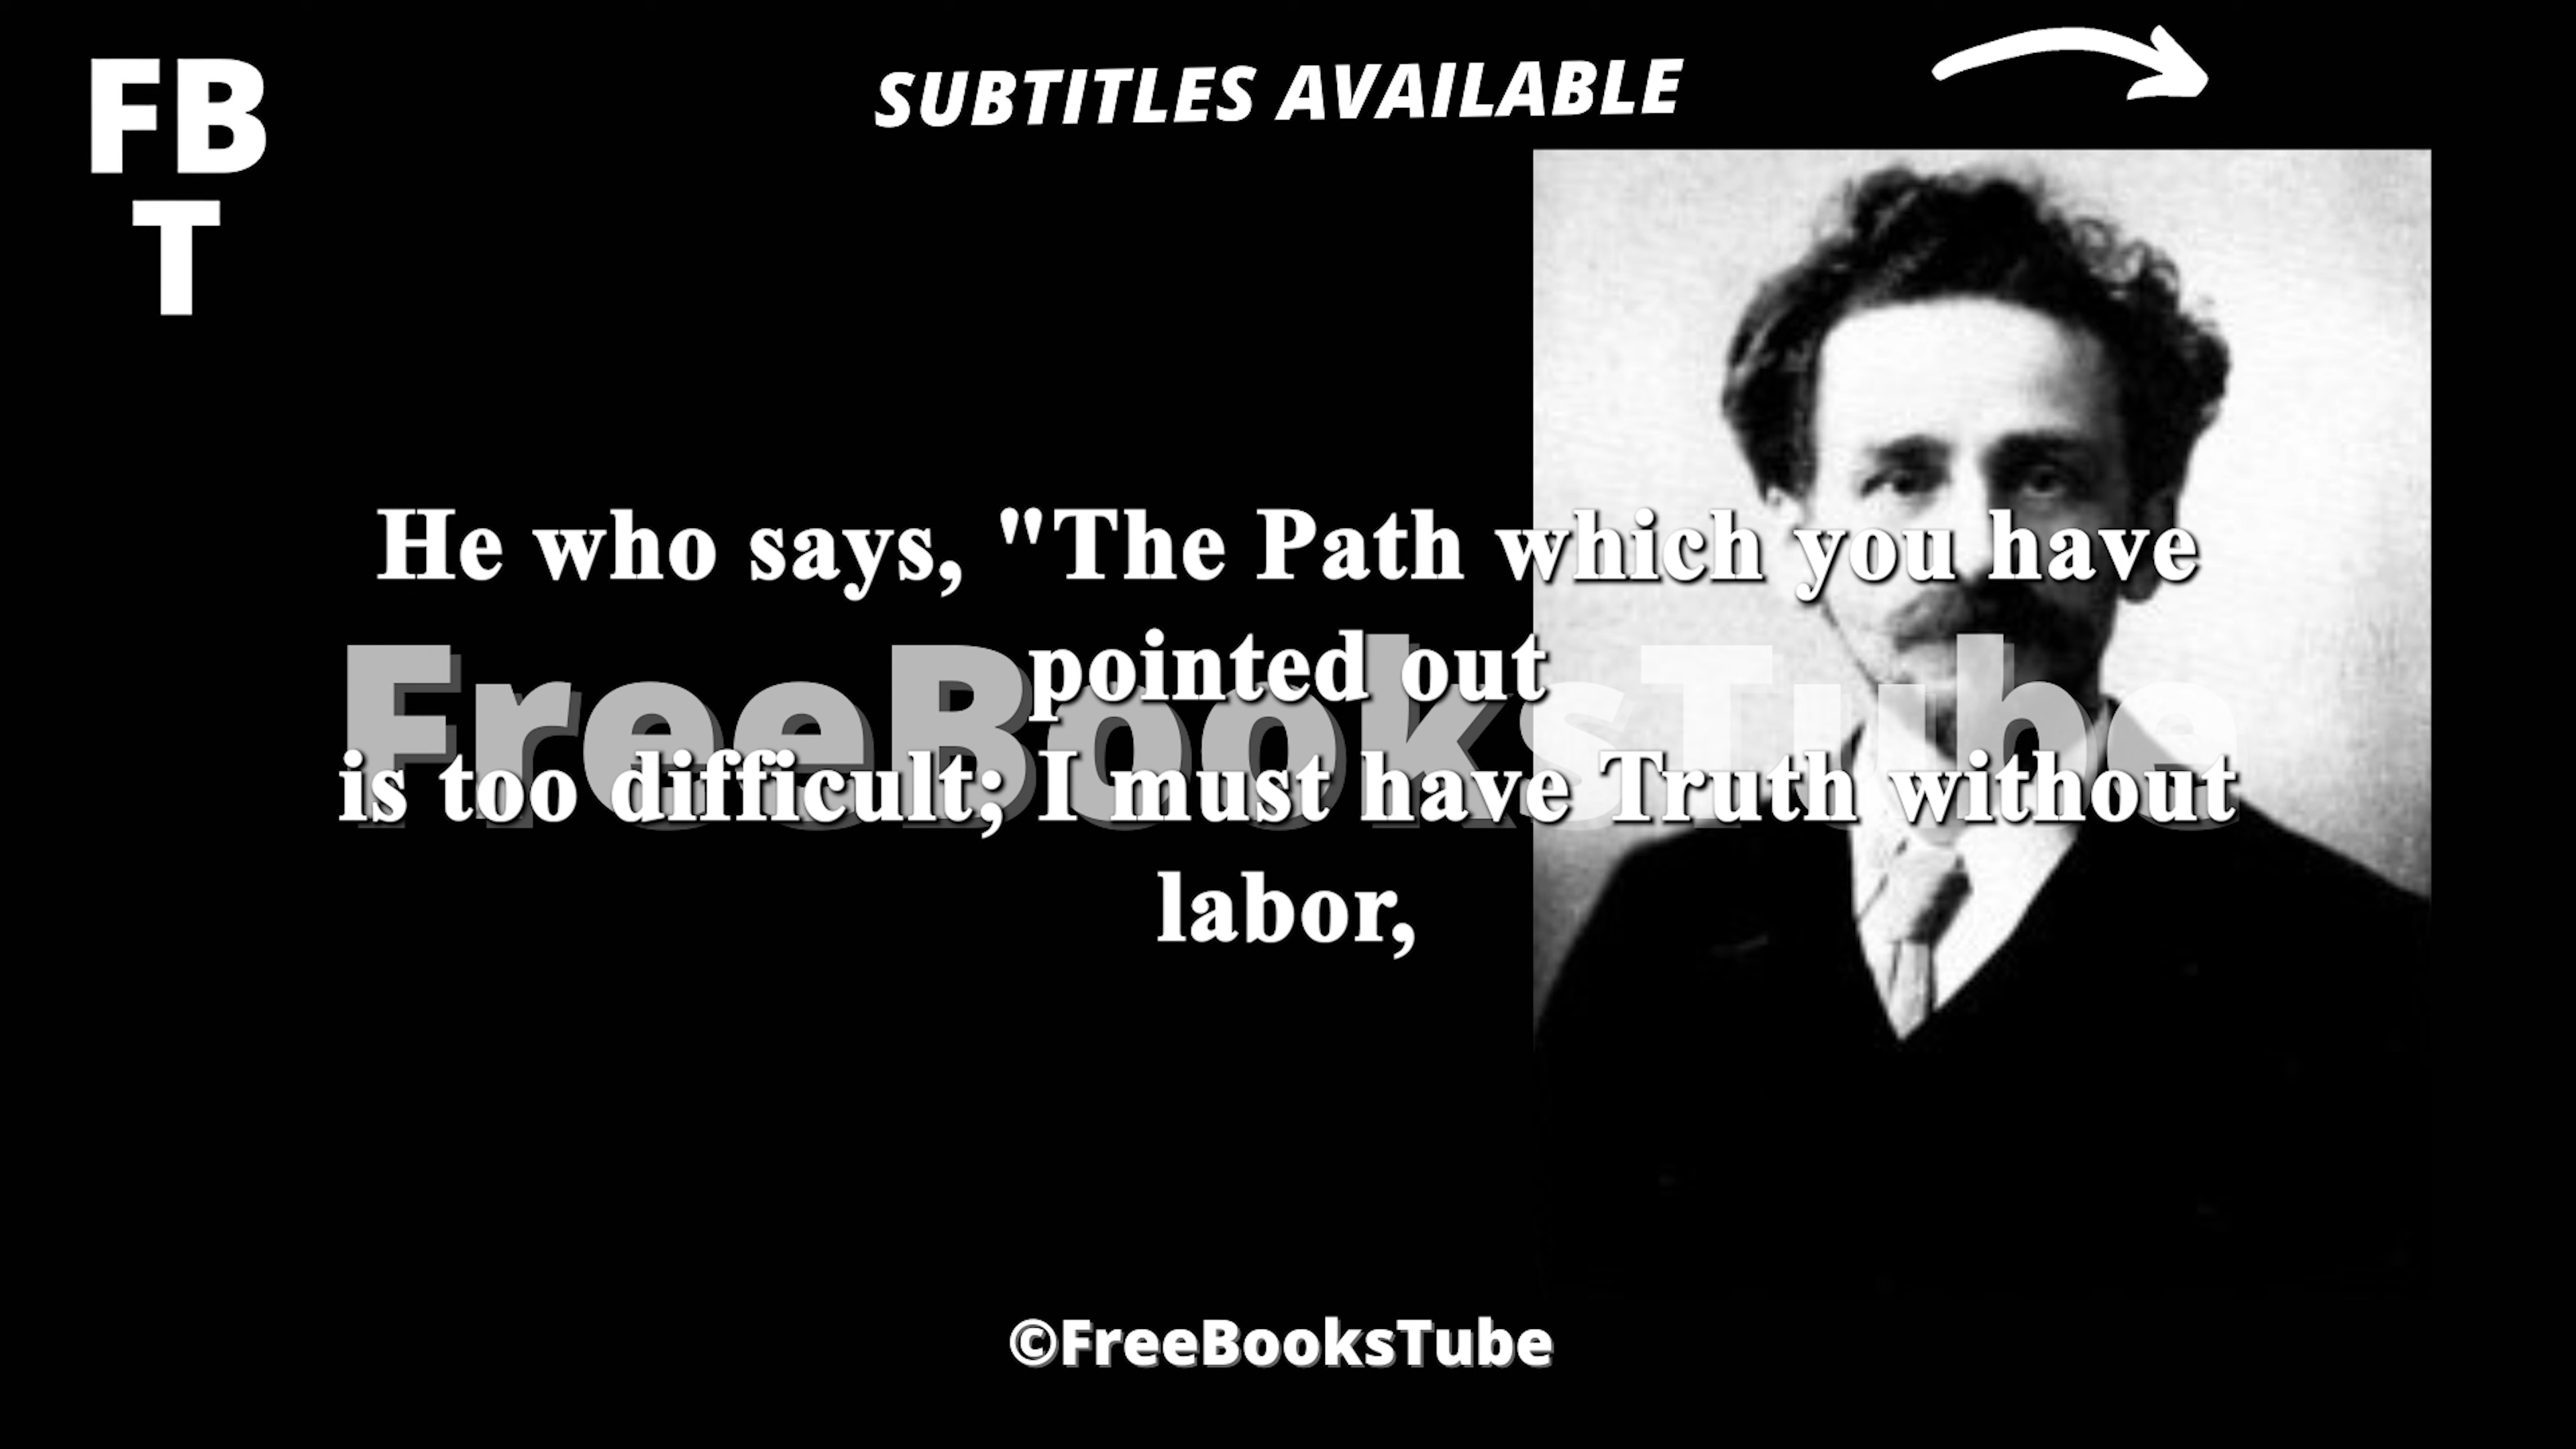 FB
T
SUBTITLES AVAILABLE
He who says, "The Path which you have
pointed out
FreeBooksTube
is too difficult; I must have Truth without
labor,
©FreeBooksTube